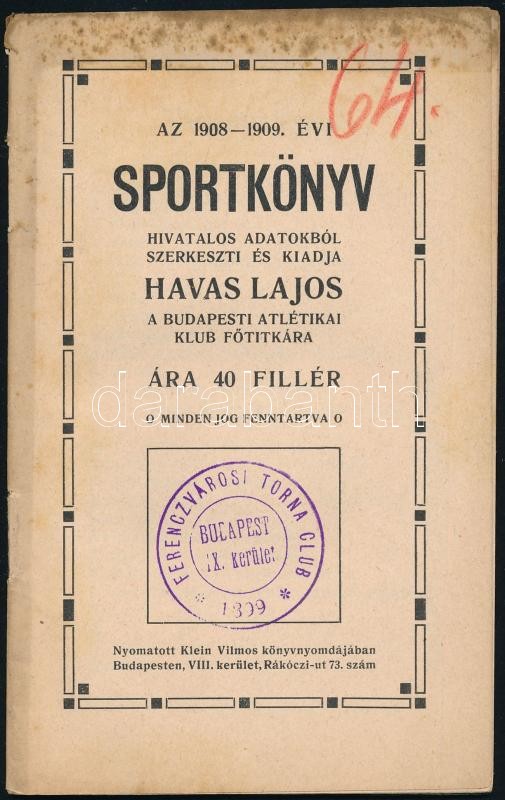 64.
AZ 1908—1909. ÉVI
SPORTKÖNYV
HIVATALOS ADATOKBÓL
SZERKESZTI ÉS KIADJA
HAVAS LAJOS
A BUDAPESTI ATLÉTIKAI
KLUB FŐTITKÁRA
ÁRA 40 FILLÉR
darabanth
O MINDEN JOG FENNTARTVA O
FERENCZVÁROSI TORNA CLUB
BUDAPEST
IX. kerület
* 1899 *
Nyomatott Klein Vilmos könyvnyomdájában
Budapesten, VIII. kerület, Rákóczi-ut 73. szám